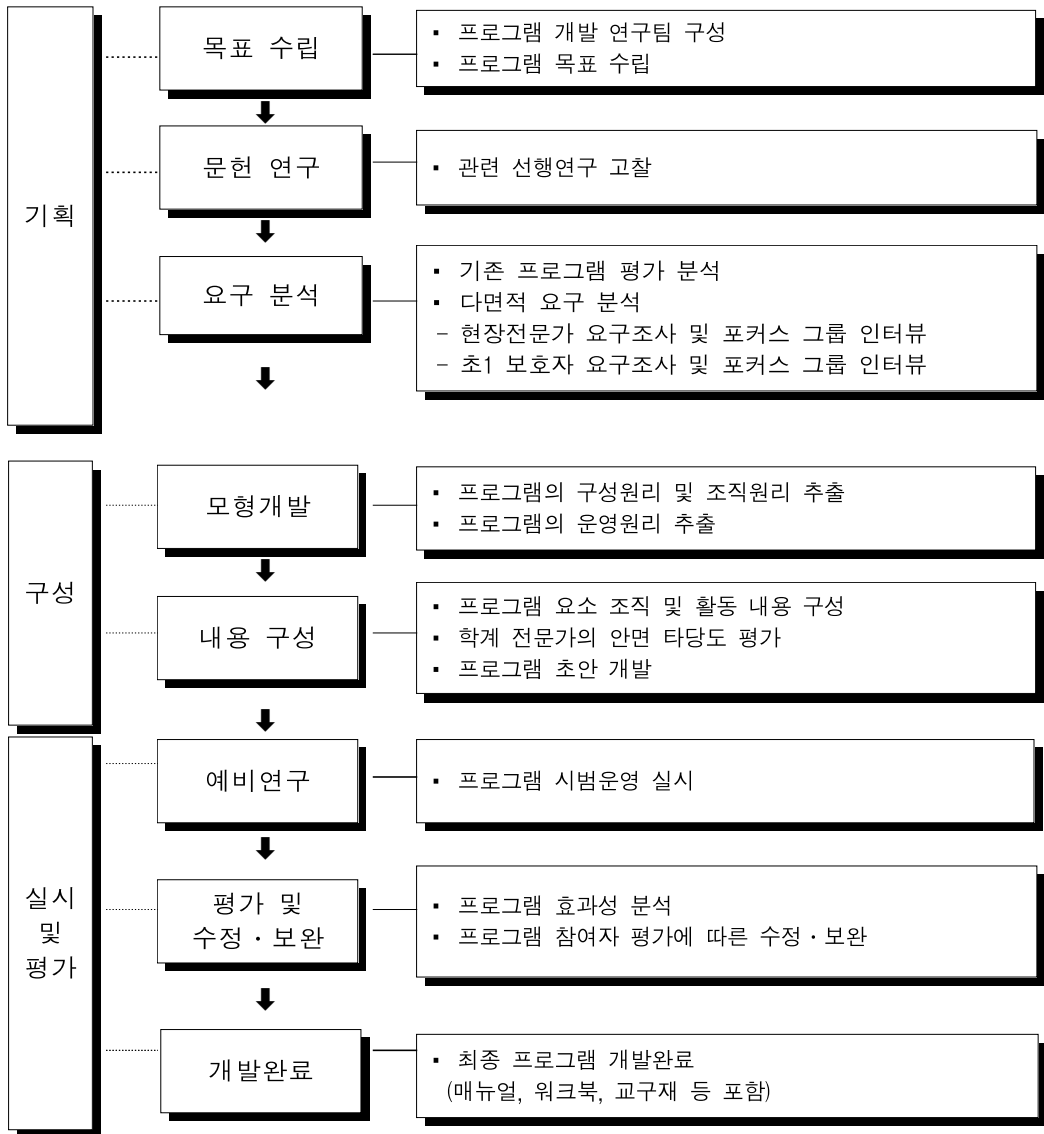 기획
목표 수립
▪ 프로그램 개발 연구팀 구성
▪ 프로그램 목표 수립
문헌 연구
▪ 관련 선행연구 고찰
요구 분석
▪ 기존 프로그램 평가 분석
▪ 다면적 요구 분석
- 현장전문가 요구조사 및 포커스 그룹 인터뷰
- 초1 보호자 요구조사 및 포커스 그룹 인터뷰
구성
모형개발
▪ 프로그램의 구성원리 및 조직원리 추출
▪ 프로그램의 운영원리 추출
내용 구성
▪ 프로그램 요소 조직 및 활동 내용 구성
▪ 학계 전문가의 안면 타당도 평가
▪ 프로그램 초안 개발
실시
및
평가
예비연구
▪ 프로그램 시범운영 실시
평가 및
수정·보완
▪ 프로그램 효과성 분석
▪ 프로그램 참여자 평가에 따른 수정·보완
개발완료
▪ 최종 프로그램 개발완료
(매뉴얼, 워크북, 교구재 등 포함)